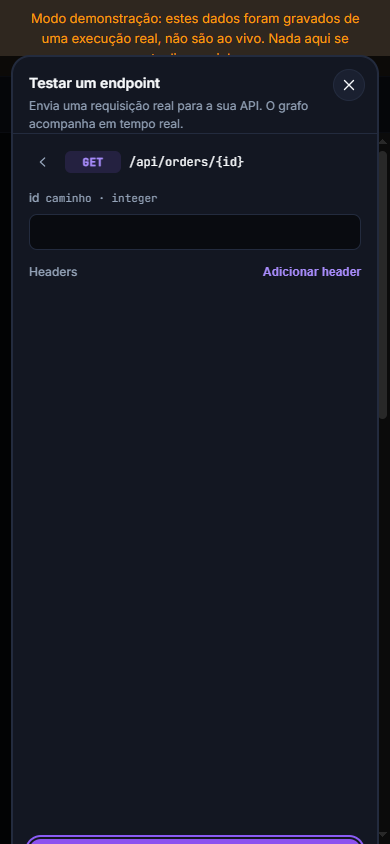 Modo demonstração: estes dados foram gravados de
uma execução real, não são ao vivo. Nada aqui se
Testar um endpoint
Envia uma requisição real para a sua API. O grafo
acompanha em tempo real.
GET /api/orders/{id}
id caminho · integer
Headers Adicionar header